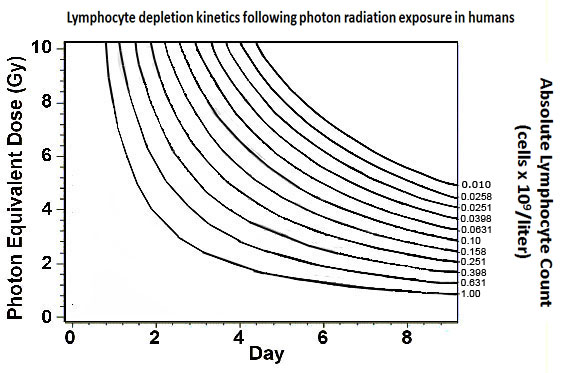 Lymphocyte depletion kinetics following photon radiation exposure in humans
Photon Equivalent Dose (Gy)
10
8
6
4
2
0
0 2 4 6 8
Day
0.010
0.0258
0.0251
0.0398
0.0631
0.10
0.158
0.251
0.398
0.631
1.00
Absolute Lymphocyte Count
(cells x 10⁹/liter)